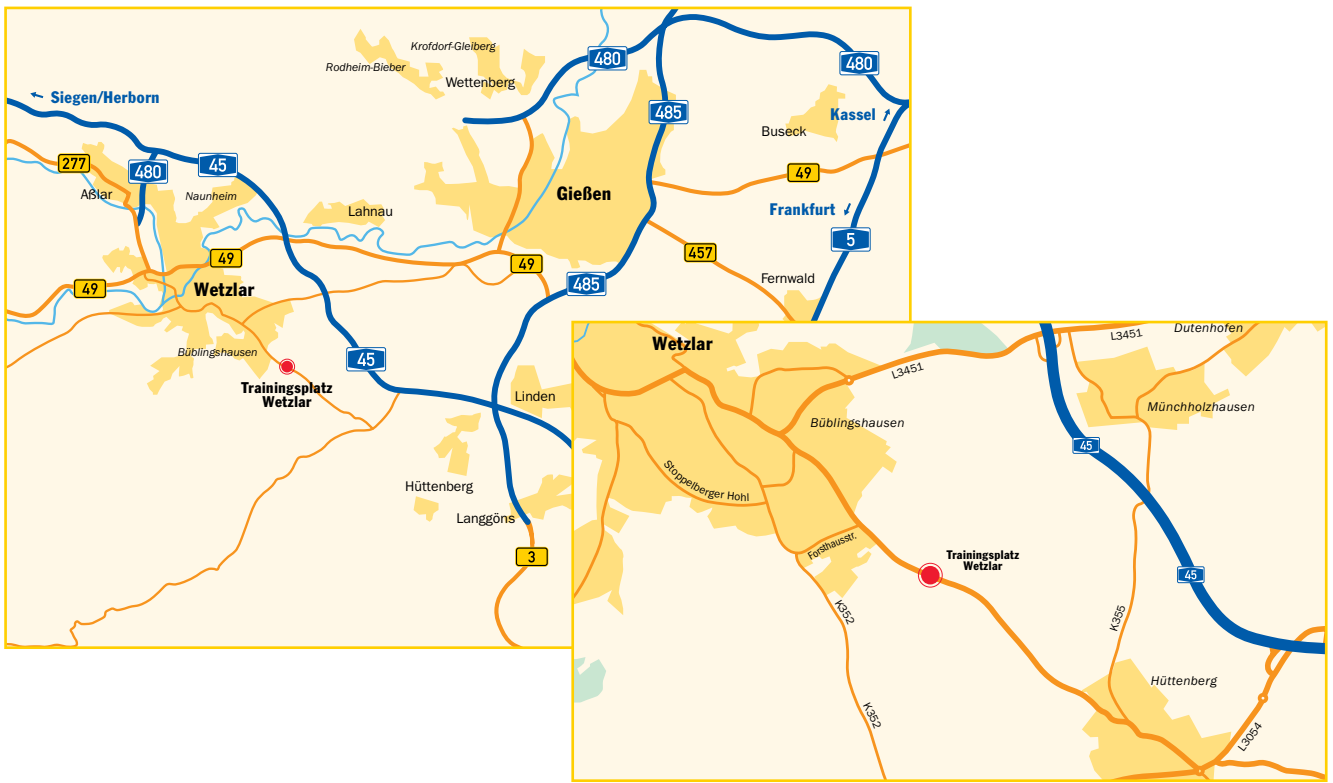 Krofdorf-Gleiberg
Rodheim-Bieber
Wettenberg
480
480
← Siegen/Herborn
485
Kassel
Buseck
277
480
45
49
Aßlar
Naunheim
Gießen
Lahnau
Frankfurt
5
457
49
49
Fernwald
49
485
Wetzlar
Büblingshausen
45
Trainingsplatz
Wetzlar
Linden
Hüttenberg
Langgöns
3
Wetzlar
L3451
Dutenhofen
L3451
Münchholzhausen
Büblingshausen
45
Stoppelberger Hohl
Forsthausstr.
Trainingsplatz
Wetzlar
45
K352
K355
Hüttenberg
K352
L3054